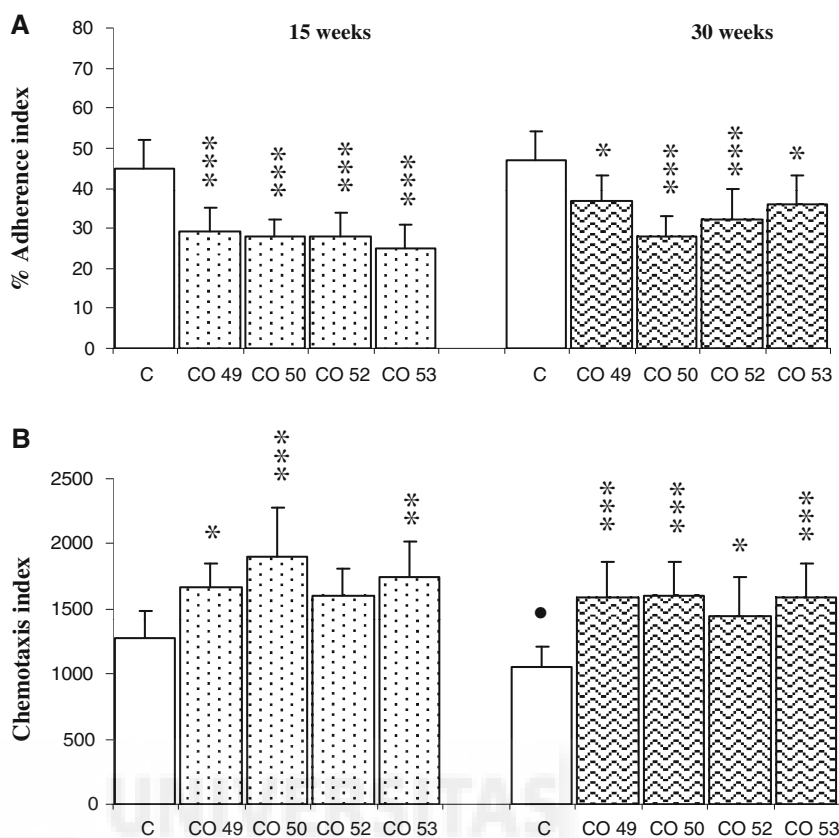 A
15 weeks 30 weeks
% Adherence index
80
70
60
50
40
30
20
10
0
*** *** *** *** * *** *** *
C CO 49 CO 50 CO 52 CO 53 C CO 49 CO 50 CO 52 CO 53
B
Chemotaxis index
2500
2000
1500
1000
500
0
* *** ** • *** *** * ***
UNIVERSITAS
C CO 49 CO 50 CO 52 CO 53 C CO 49 CO 50 CO 52 CO 53